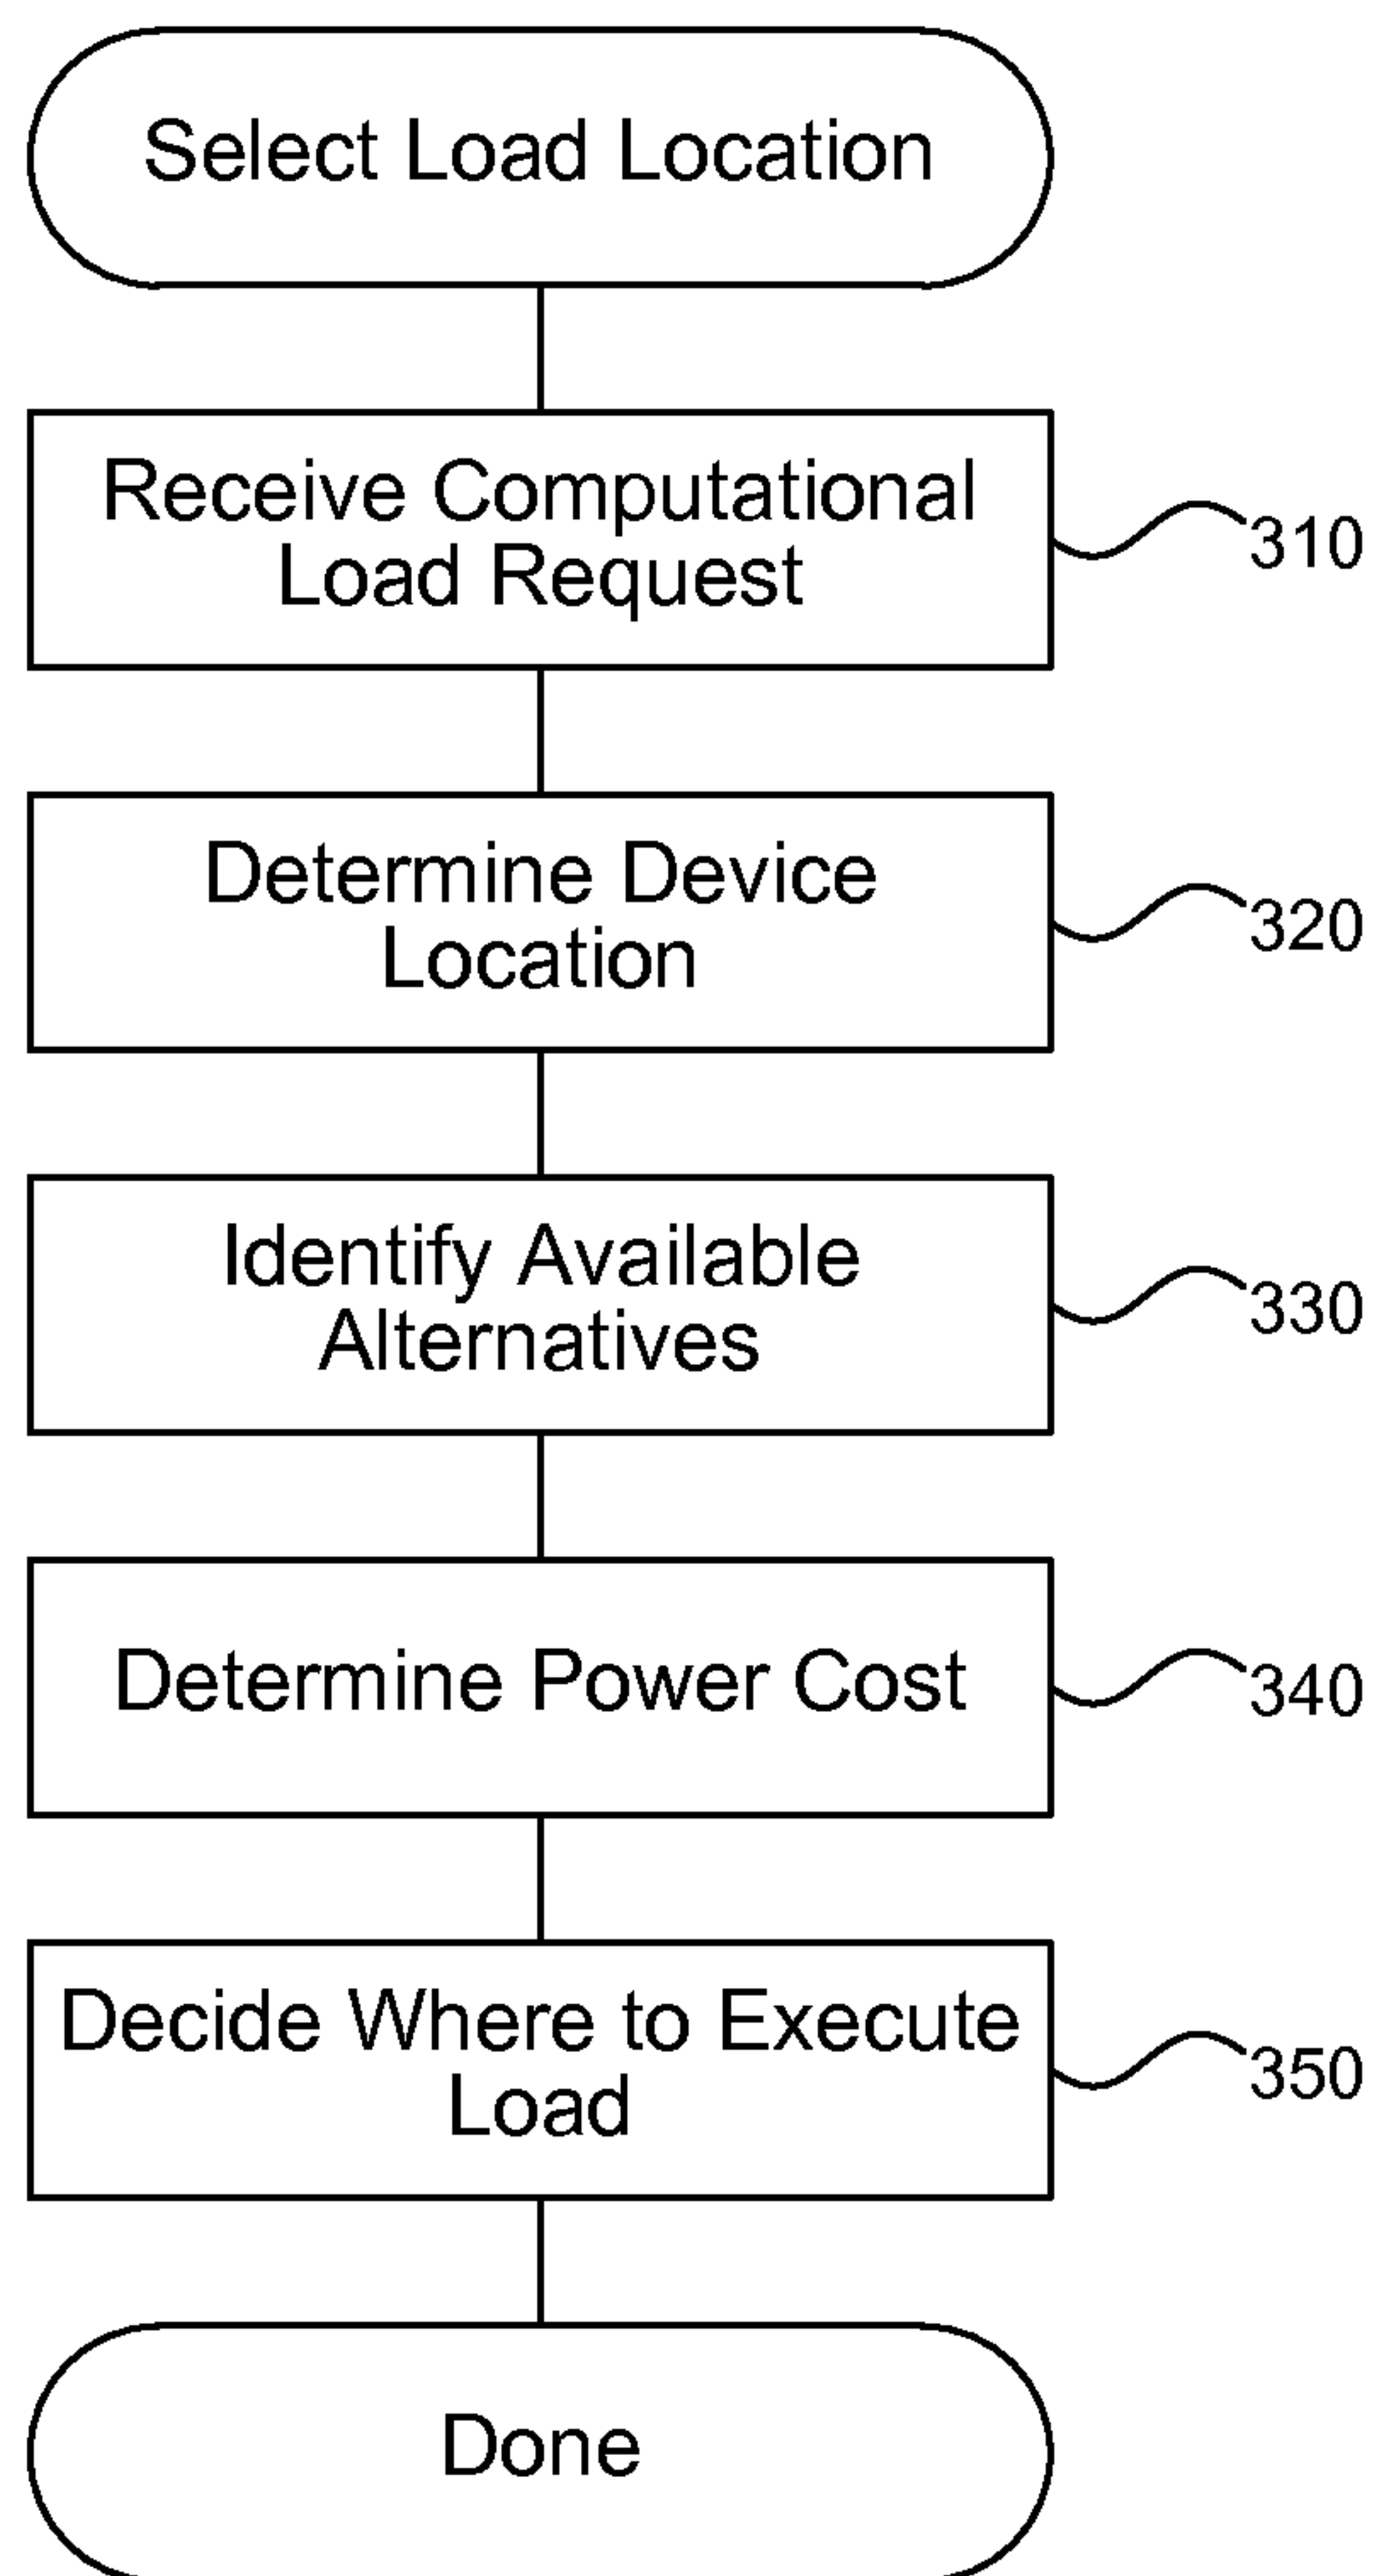 Select Load Location
Receive Computational
Load Request
310
Determine Device
Location
320
Identify Available
Alternatives
330
Determine Power Cost
340
Decide Where to Execute
Load
350
Done